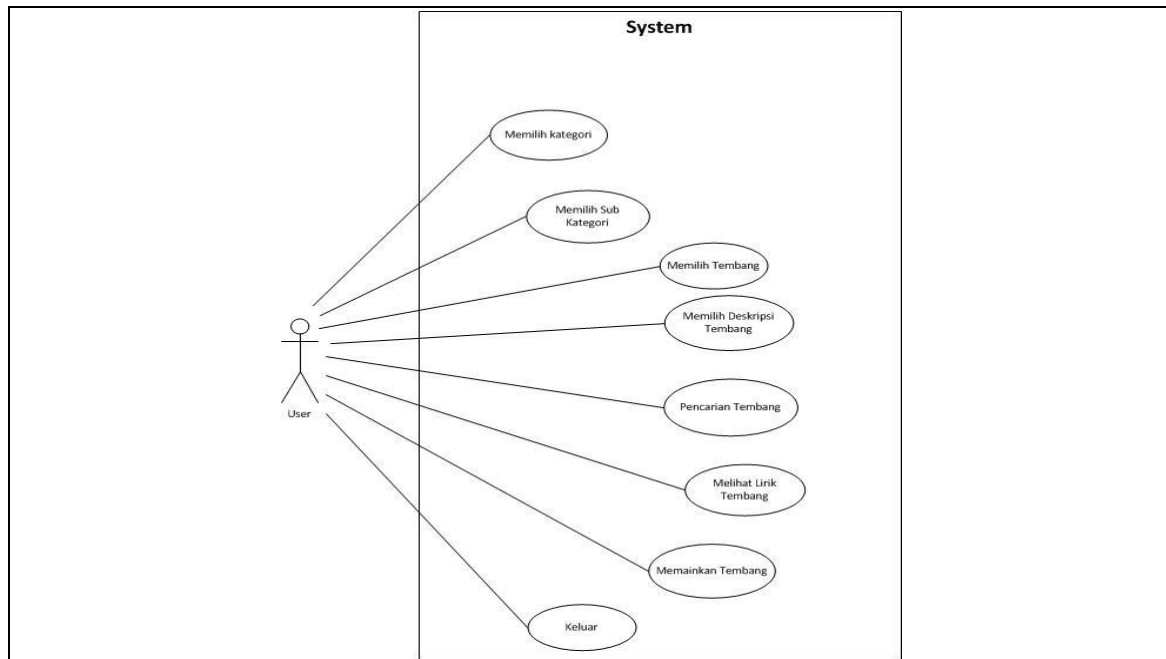 System
Memilih kategori
Memilih Sub
Kategori
Memilih Tembang
Memilih Deskripsi
Tembang
Pencarian Tembang
Melihat Lirik
Tembang
Memainkan Tembang
Keluar
User